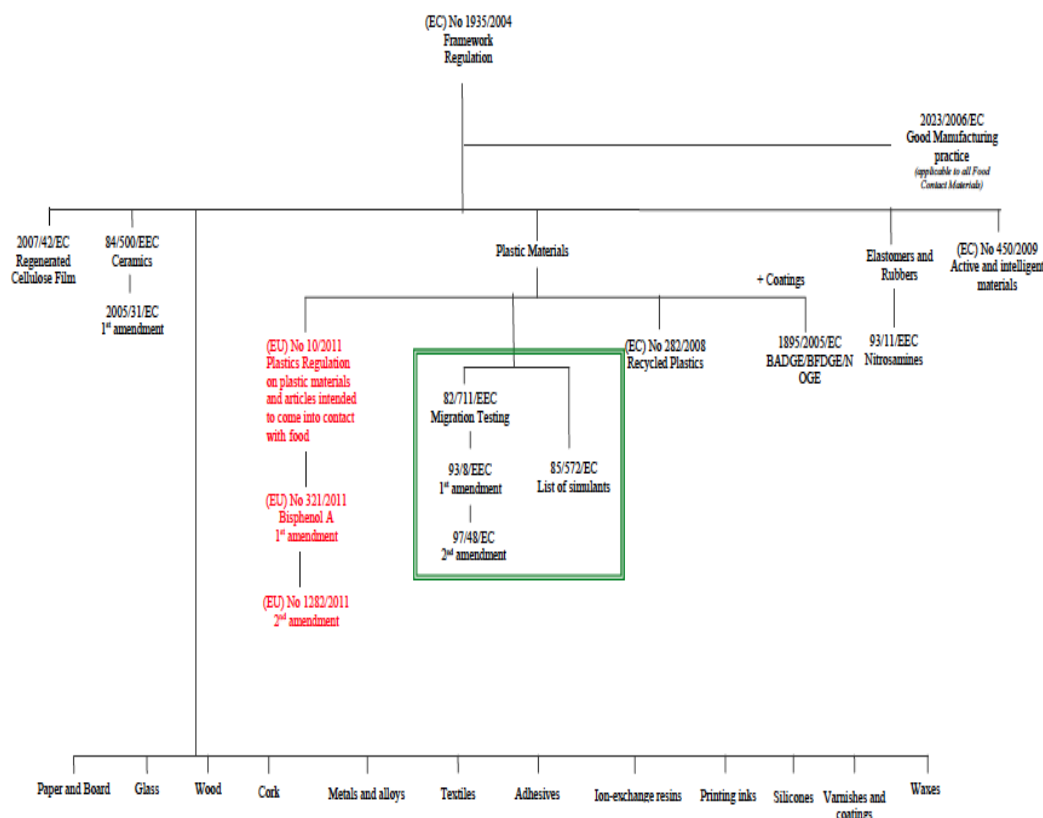 (EC) No 1935/2004
Framework
Regulation
2023/2006/EC
Good Manufacturing
practice
(applicable to all Food
Contact Materials)
2007/42/EC
Regenerated
Cellulose Film
84/500/EEC
Ceramics
2005/31/EC
1st amendment
Plastic Materials
+ Coatings
Elastomers and
Rubbers
(EC) No 450/2009
Active and intelligent
materials
(EU) No 10/2011
Plastics Regulation
on plastic materials
and articles intended
to come into contact
with food
(EU) No 321/2011
Bisphenol A
1st amendment
(EU) No 1282/2011
2nd amendment
82/711/EEC
Migration Testing
93/8/EEC
1st amendment
97/48/EC
2nd amendment
85/572/EC
List of simulants
(EC) No 282/2008
Recycled Plastics
1895/2005/EC
BADGE/BFDGE/N
OGE
93/11/EEC
Nitrosamines
Paper and Board
Glass
Wood
Cork
Metals and alloys
Textiles
Adhesives
Ion-exchange resins
Printing inks
Silicones
Varnishes and
coatings
Waxes